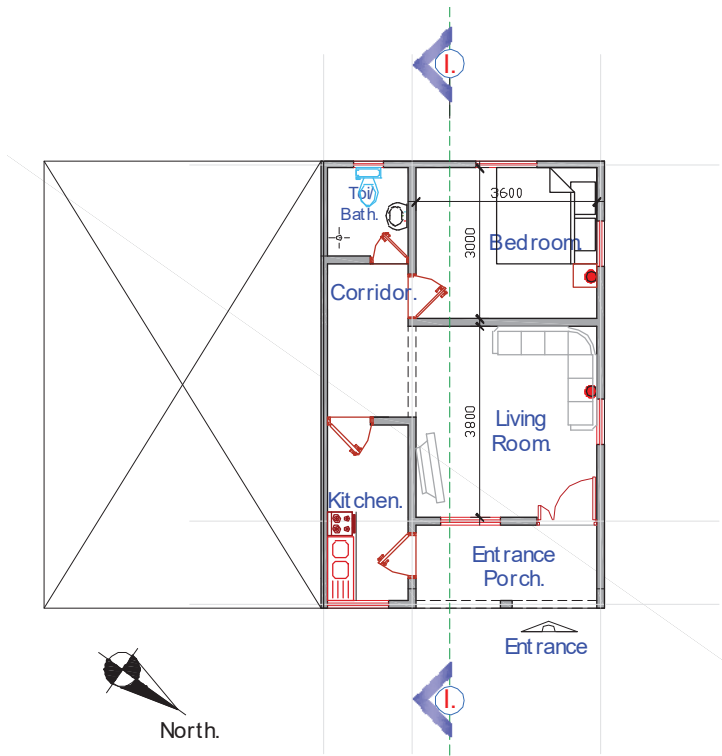 I.
Toi/
Bath.
3600
3000
Bedroom.
Corridor.
3800
Living
Room.
Kitchen.
Entrance
Porch.
Entrance
I.
North.